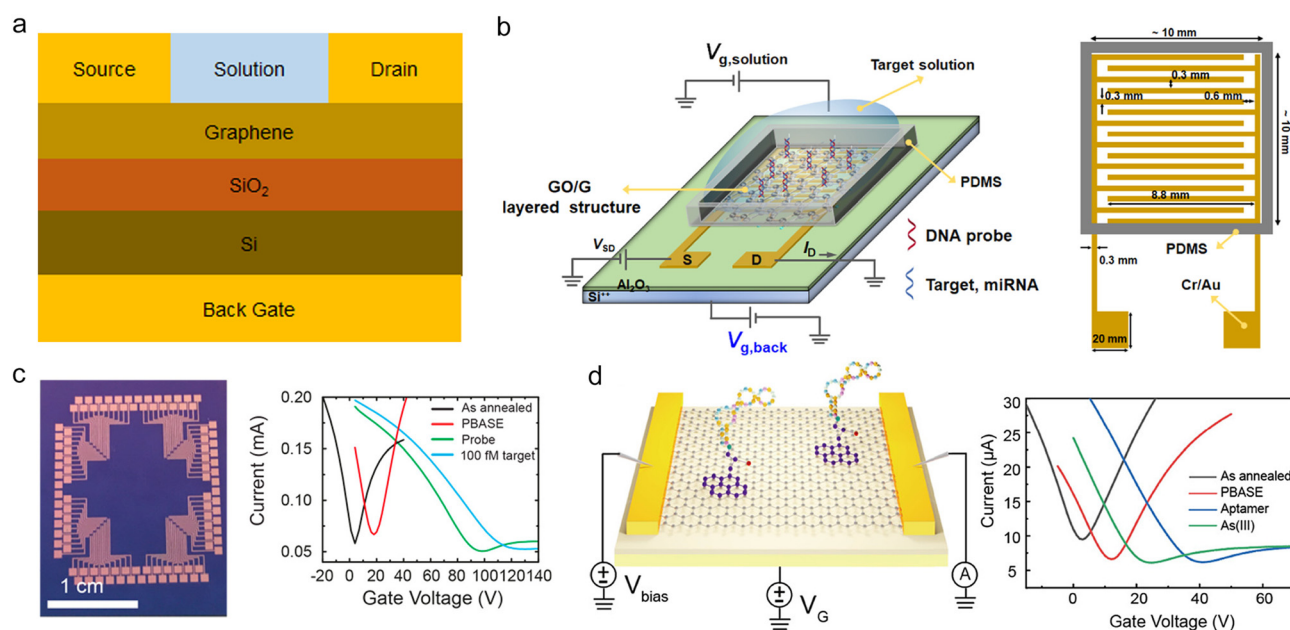 a
Source
Solution
Drain
Graphene
SiO₂
Si
Back Gate
b
Vg,solution
Target solution
GO/G
layered structure
PDMS
DNA probe
Target, miRNA
VSD
S
D
ID
Al₂O₃
Si⁺⁺
Vg,back
~ 10 mm
0.3 mm
0.3 mm
0.6 mm
~ 10 mm
8.8 mm
PDMS
0.3 mm
Cr/Au
20 mm
c
1 cm
Current (mA)
0.20
0.15
0.10
0.05
As annealed
PBASE
Probe
100 fM target
-20 0 20 40 60 80 100 120 140
Gate Voltage (V)
d
Vbias
VG
A
Current (µA)
30
25
20
15
10
5
As annealed
PBASE
Aptamer
As(III)
0 20 40 60
Gate Voltage (V)